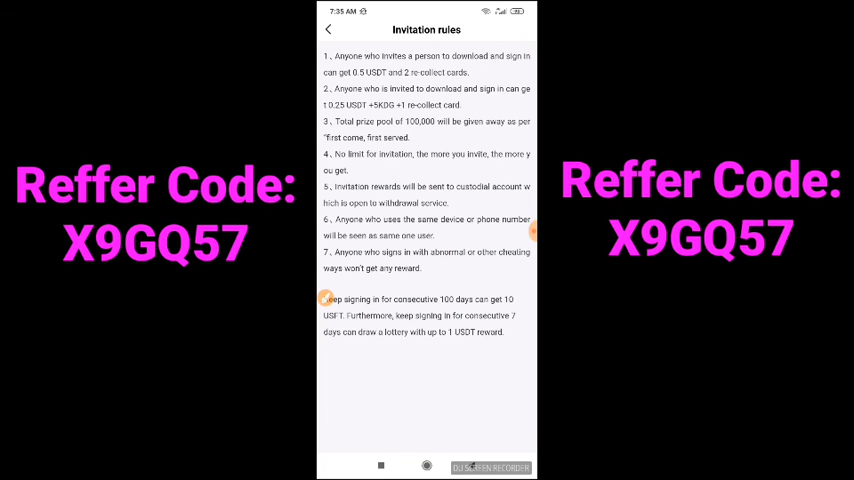 Reffer Code:
X9GQ57
7:35 AM
73
Invitation rules
1、Anyone who invites a person to download and sign in
can get 0.5 USDT and 2 re-collect cards.
2、Anyone who is invited to download and sign in can ge
t 0.25 USDT +5KDG +1 re-collect card.
3、Total prize pool of 100,000 will be given away as per
"first come, first served.
4、No limit for invitation, the more you invite, the more y
ou get.
5、Invitation rewards will be sent to custodial account w
hich is open to withdrawal service.
6、Anyone who uses the same device or phone number
will be seen as same one user.
7、Anyone who signs in with abnormal or other cheating
ways won't get any reward.
eep signing in for consecutive 100 days can get 10
USFT. Furthermore, keep signing in for consecutive 7
days can draw a lottery with up to 1 USDT reward.
DU SCREEN RECORDER
Reffer Code:
X9GQ57